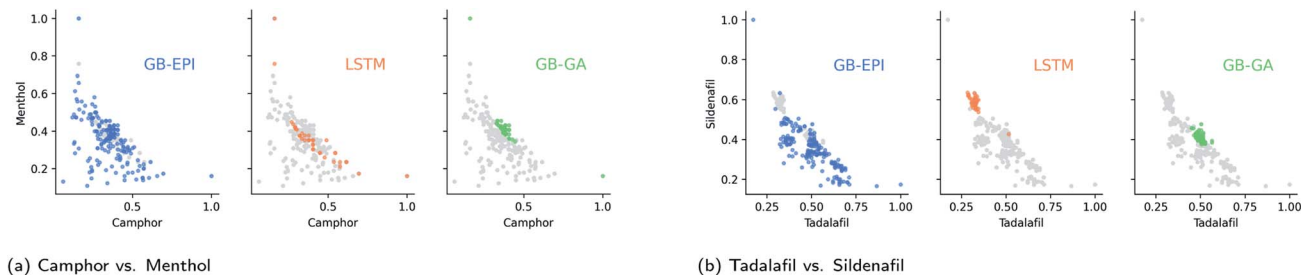 Menthol
1.0
0.8
0.6
0.4
0.2
GB-EPI
0.5
1.0
Camphor
LSTM
0.5
1.0
Camphor
GB-GA
0.5
1.0
Camphor
(a) Camphor vs. Menthol
Sildenafil
1.0
0.8
0.6
0.4
0.2
GB-EPI
0.25 0.50 0.75 1.00
Tadalafil
LSTM
0.25 0.50 0.75 1.00
Tadalafil
GB-GA
0.25 0.50 0.75 1.00
Tadalafil
(b) Tadalafil vs. Sildenafil